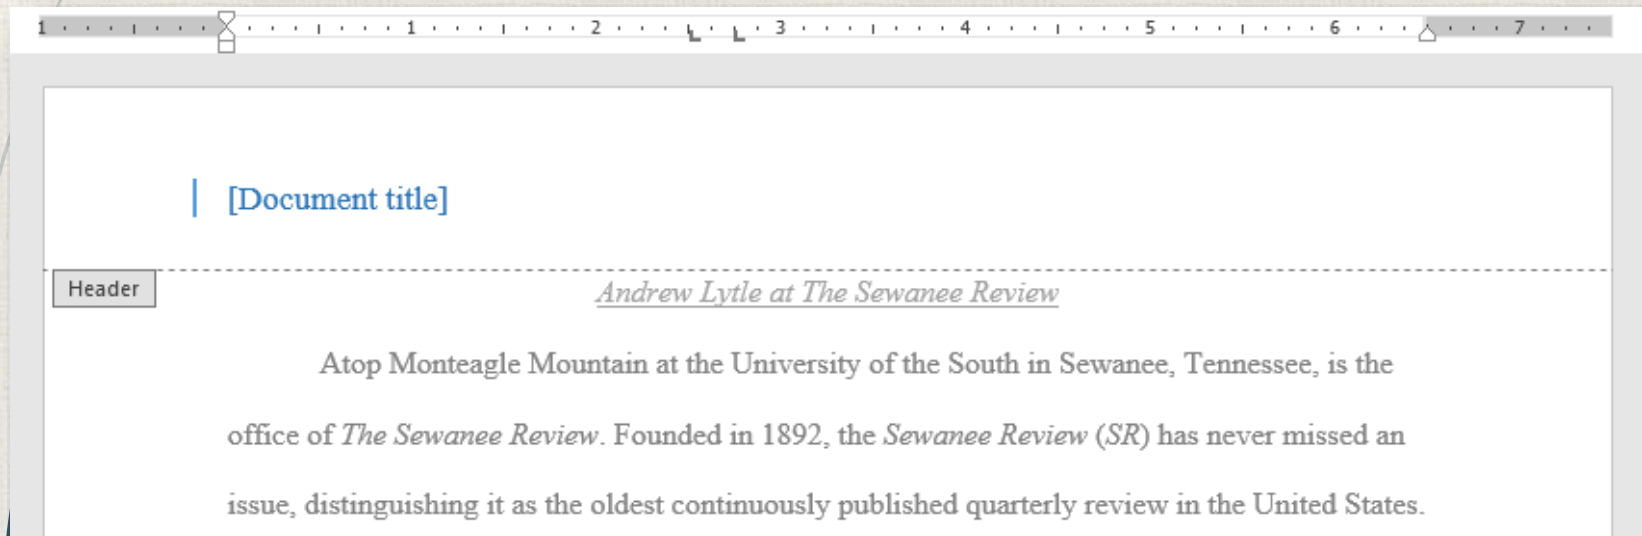 1 1 2 3 4 5 6 7
[Document title]
Header
Andrew Lytle at The Sewanee Review
Atop Monteagle Mountain at the University of the South in Sewanee, Tennessee, is the
office of The Sewanee Review. Founded in 1892, the Sewanee Review (SR) has never missed an
issue, distinguishing it as the oldest continuously published quarterly review in the United States.